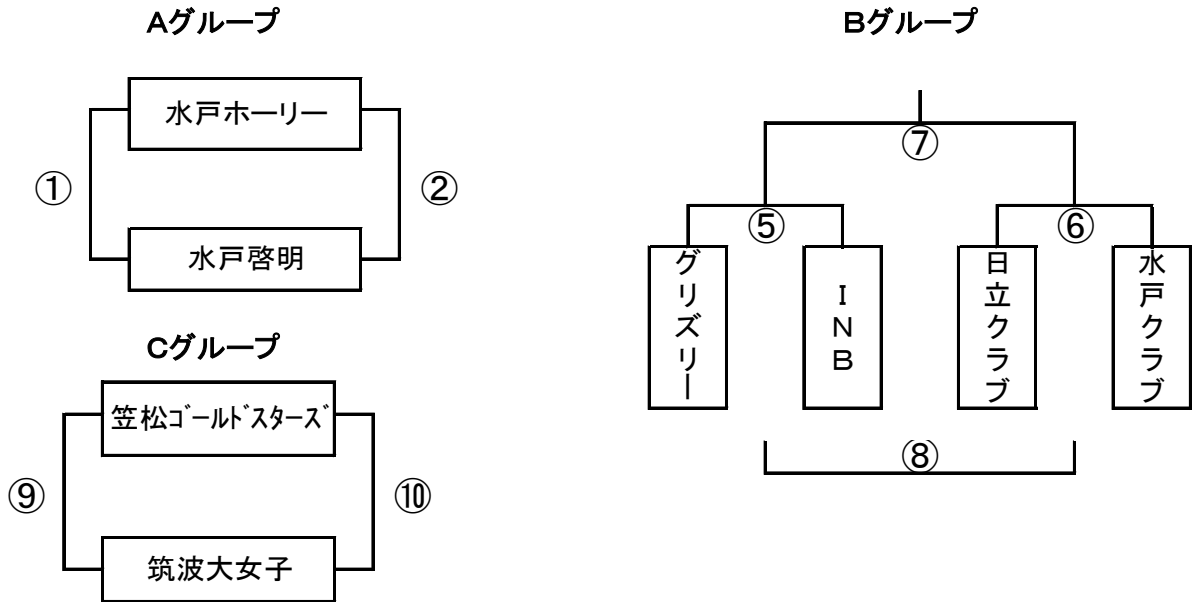 Aグループ
水戸ホーリー
①
②
水戸啓明
Bグループ
⑦
⑤
⑥
グリズリー
INB
日立クラブ
水戸クラブ
⑧
Cグループ
笠松ｺﾞｰﾙﾄﾞｽﾀｰｽﾞ
⑨
⑩
筑波大女子